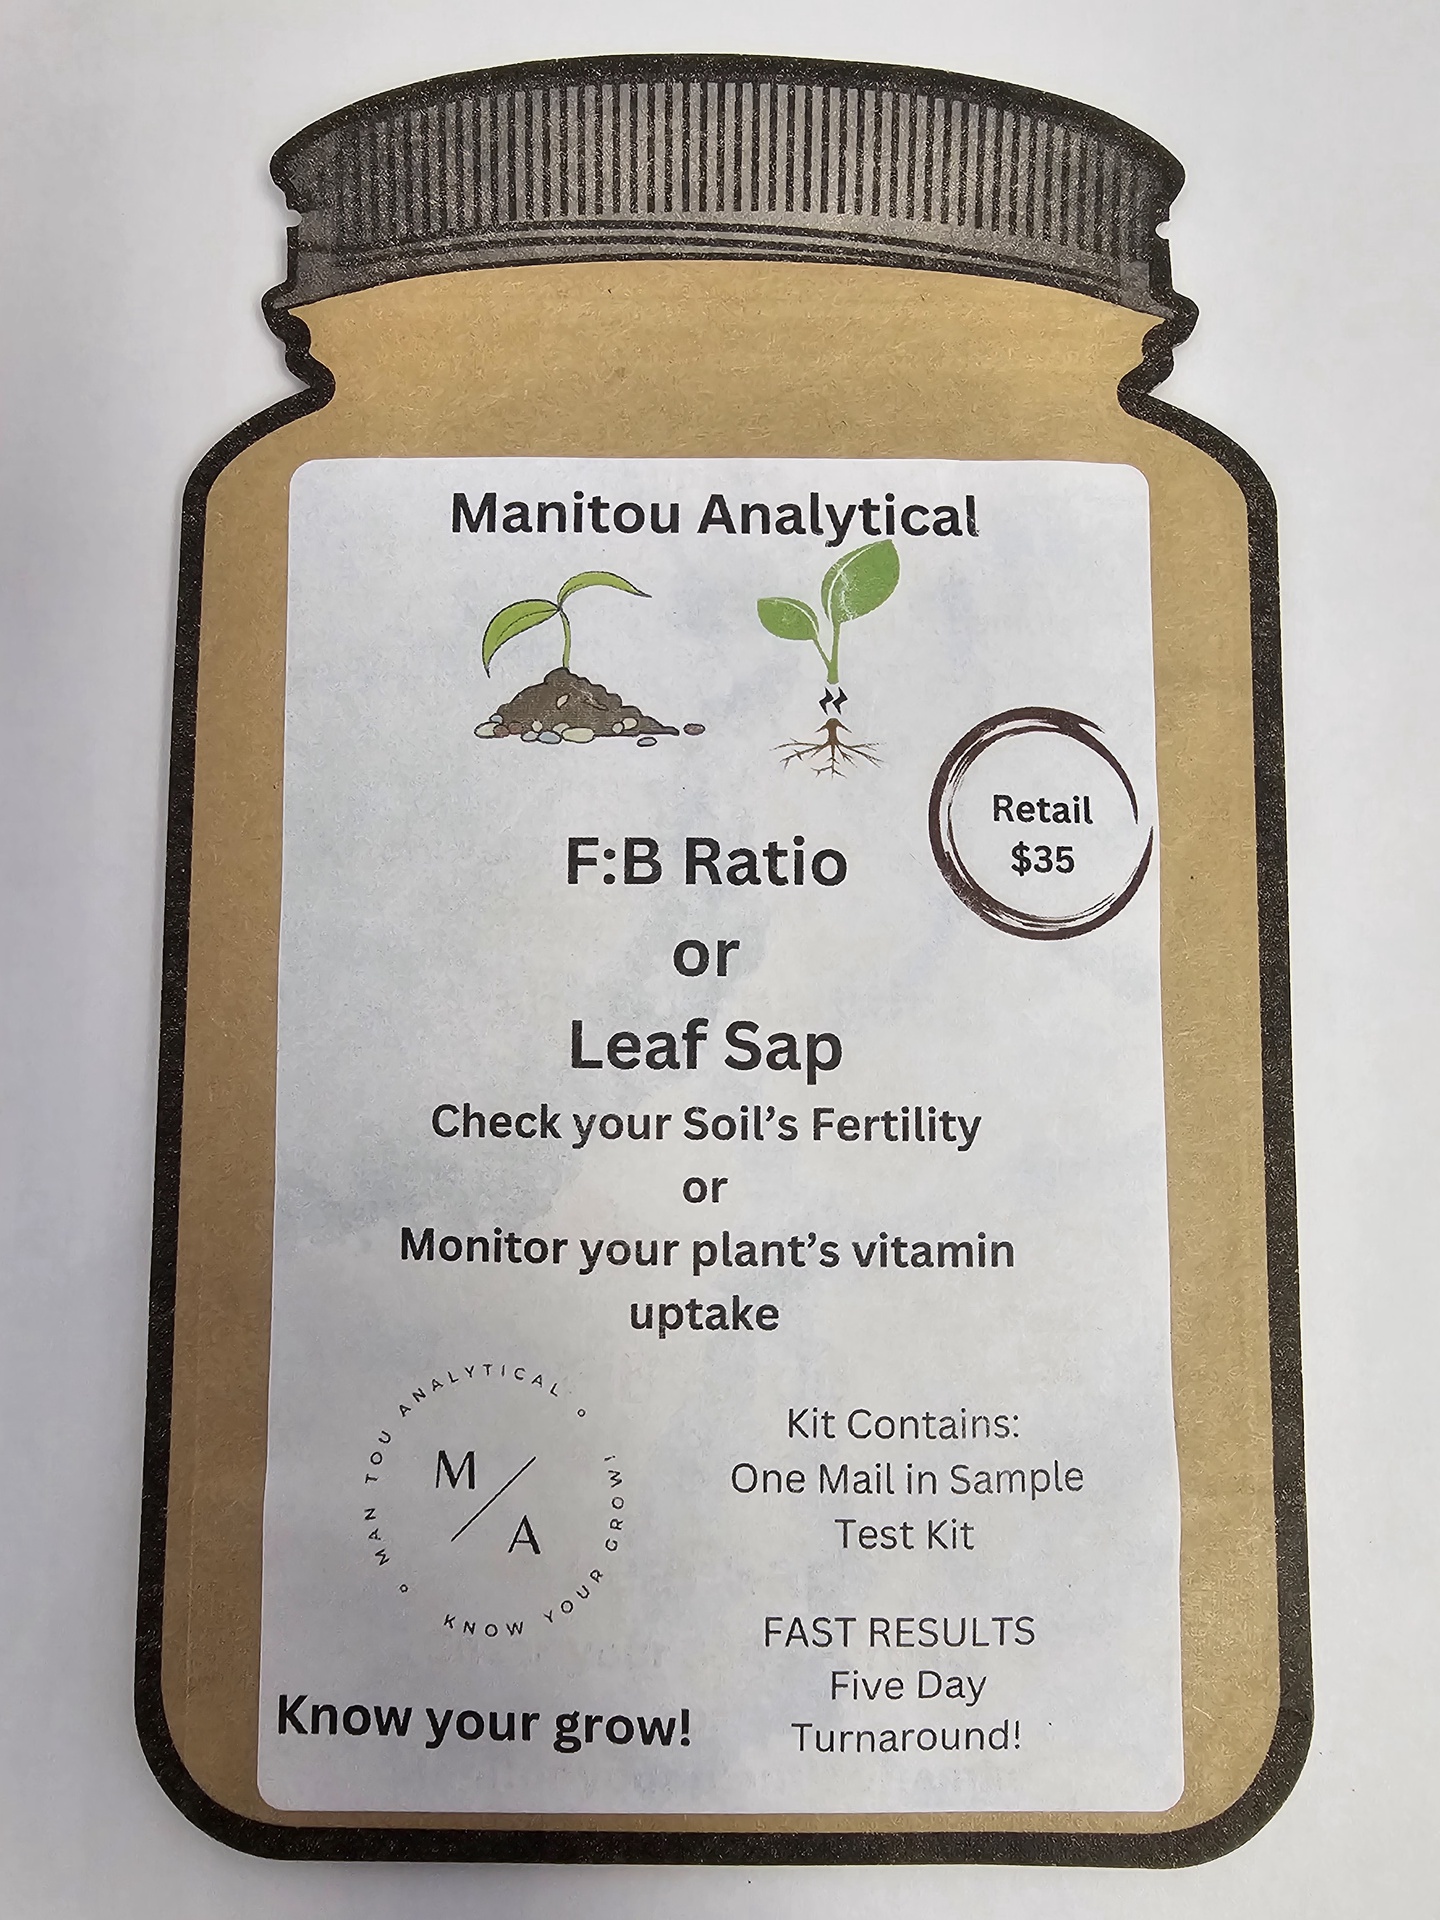 Manitou Analytical
Retail
$35
F:B Ratio
or
Leaf Sap
Check your Soil’s Fertility
or
Monitor your plant’s vitamin
uptake
MANITOU ANALYTICAL
M
A
KNOW YOUR GROW!
Kit Contains:
One Mail in Sample
Test Kit
FAST RESULTS
Five Day
Turnaround!
Know your grow!